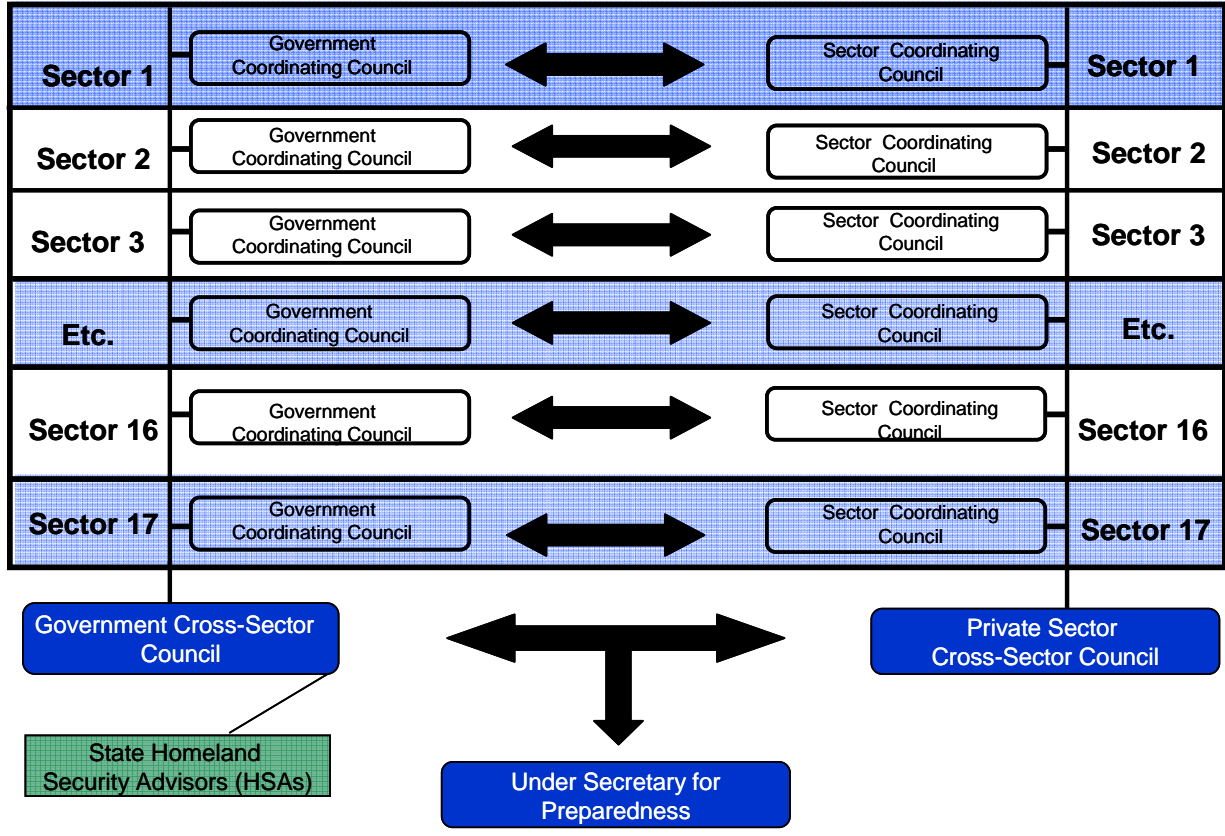 Sector 1
Government
Coordinating Council
Sector Coordinating
Council
Sector 1
Sector 2
Government
Coordinating Council
Sector Coordinating
Council
Sector 2
Sector 3
Government
Coordinating Council
Sector Coordinating
Council
Sector 3
Etc.
Government
Coordinating Council
Sector Coordinating
Council
Etc.
Sector 16
Government
Coordinating Council
Sector Coordinating
Council
Sector 16
Sector 17
Government
Coordinating Council
Sector Coordinating
Council
Sector 17
Government Cross-Sector
Council
Private Sector
Cross-Sector Council
State Homeland
Security Advisors (HSAs)
Under Secretary for
Preparedness